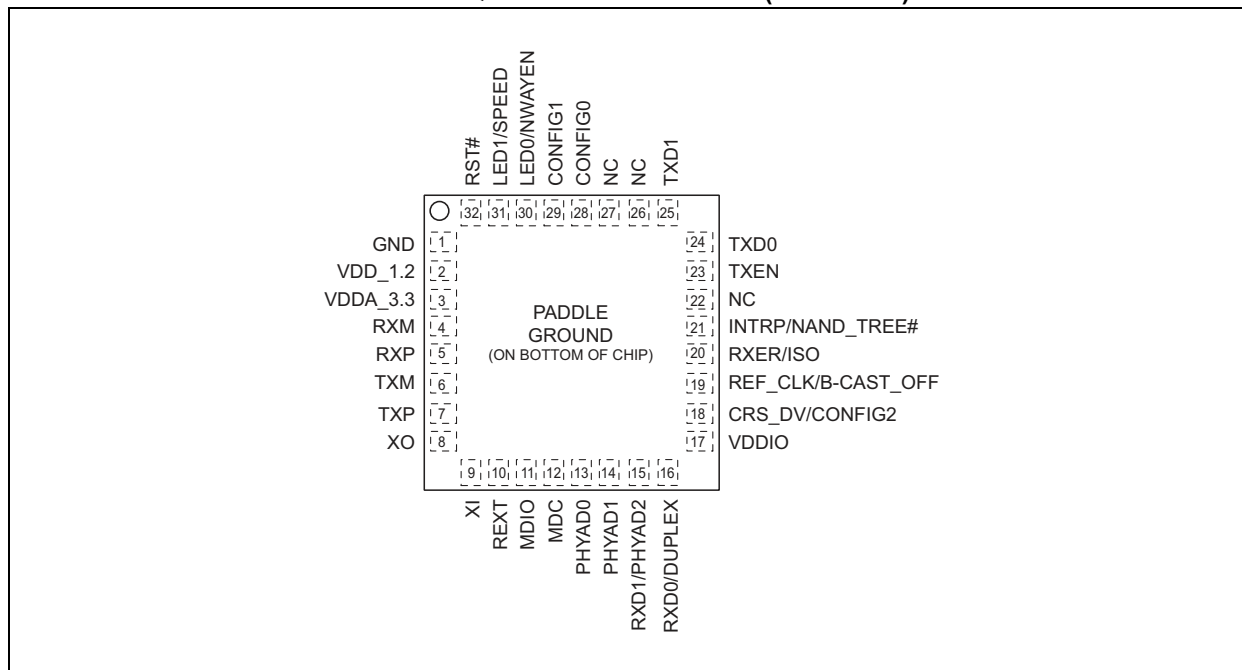 RST#
LED1/SPEED
LED0/NWAYEN
CONFIG1
CONFIG0
NC
NC
TXD1
32
31
30
29
28
27
26
25
GND 1
VDD_1.2 2
VDDA_3.3 3
RXM 4
RXP 5
TXM 6
TXP 7
XO 8
PADDLE
GROUND
(ON BOTTOM OF CHIP)
24 TXD0
23 TXEN
22 NC
21 INTRP/NAND_TREE#
20 RXER/ISO
19 REF_CLK/B-CAST_OFF
18 CRS_DV/CONFIG2
17 VDDIO
9
10
11
12
13
14
15
16
XI
REXT
MDIO
MDC
PHYAD0
PHYAD1
RXD1/PHYAD2
RXD0/DUPLEX